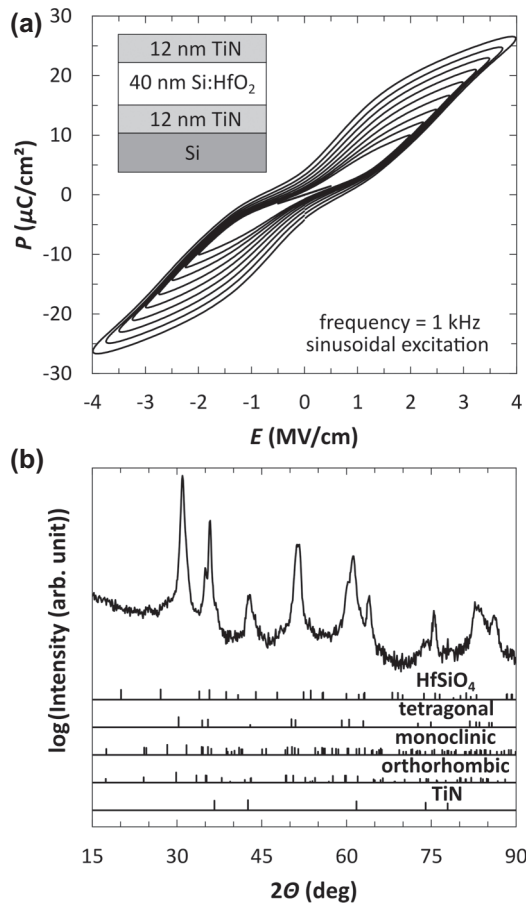 (a)
30
20
10
0
-10
-20
-30
P (μC/cm²)
12 nm TiN
40 nm Si:HfO₂
12 nm TiN
Si
frequency = 1 kHz
sinusoidal excitation
-4 -3 -2 -1 0 1 2 3 4
E (MV/cm)
(b)
log(Intensity (arb. unit))
HfSiO₄
tetragonal
monoclinic
orthorhombic
TiN
15 30 45 60 75 90
2Θ (deg)